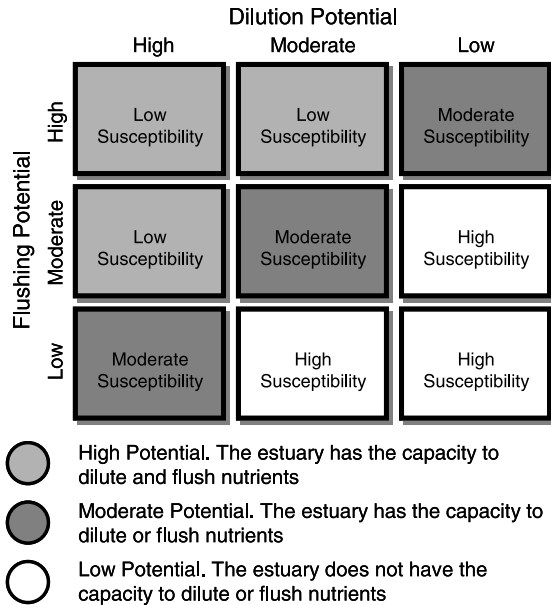 Dilution Potential
High Moderate Low
Flushing Potential
High
Low
Susceptibility
Low
Susceptibility
Moderate
Susceptibility
Moderate
Low
Susceptibility
Moderate
Susceptibility
High
Susceptibility
Low
Moderate
Susceptibility
High
Susceptibility
High
Susceptibility
High Potential. The estuary has the capacity to
dilute and flush nutrients
Moderate Potential. The estuary has the capacity to
dilute or flush nutrients
Low Potential. The estuary does not have the
capacity to dilute or flush nutrients